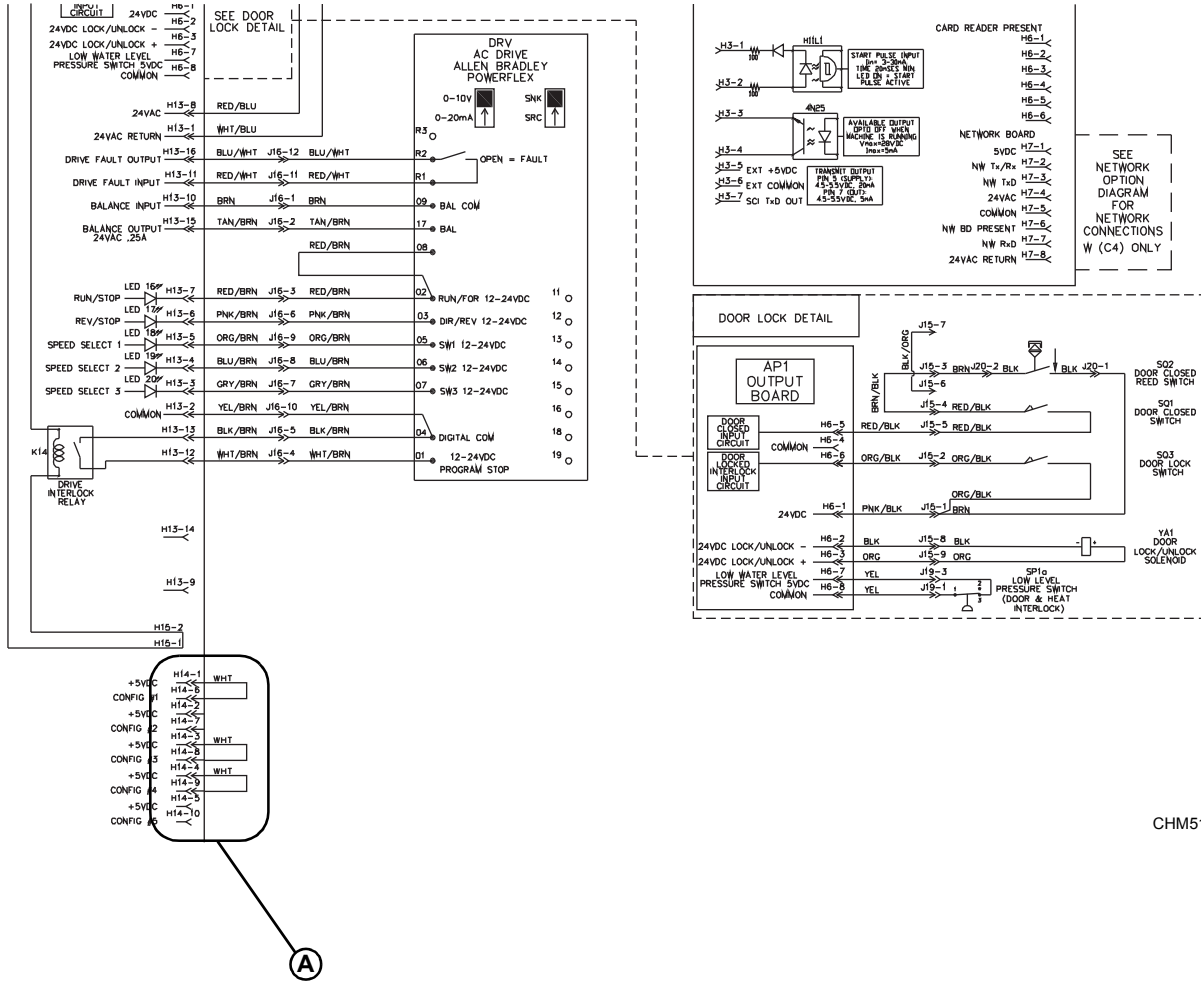 INPUT
CIRCUIT
24VDC H6-1
24VDC LOCK/UNLOCK - H6-2
24VDC LOCK/UNLOCK + H6-3
LOW WATER LEVEL H6-7
PRESSURE SWITCH 5VDC H6-8
COMMON
SEE DOOR
LOCK DETAIL
DRV
AC DRIVE
ALLEN BRADLEY
POWERFLEX
0-10V
0-20mA
SNK
SRC
24VAC H13-8 RED/BLU
24VAC RETURN H13-1 WHT/BLU
R3
DRIVE FAULT OUTPUT H13-16 BLU/WHT J16-12 BLU/WHT R2 OPEN = FAULT
DRIVE FAULT INPUT H13-11 RED/WHT J16-11 RED/WHT R1
BALANCE INPUT H13-10 BRN J16-1 BRN 09 BAL COM
BALANCE OUTPUT H13-15 TAN/BRN J16-2 TAN/BRN 17 BAL
24VAC .25A
RED/BRN 08
LED 16
RUN/STOP H13-7 RED/BRN J16-3 RED/BRN 02 RUN/FOR 12-24VDC 11
LED 17
REV/STOP H13-6 PNK/BRN J16-6 PNK/BRN 03 DIR/REV 12-24VDC 12
LED 18
SPEED SELECT 1 H13-5 ORG/BRN J16-9 ORG/BRN 05 SW1 12-24VDC 13
LED 19
SPEED SELECT 2 H13-4 BLU/BRN J16-8 BLU/BRN 06 SW2 12-24VDC 14
LED 20
SPEED SELECT 3 H13-3 GRY/BRN J16-7 GRY/BRN 07 SW3 12-24VDC 15
COMMON H13-2 YEL/BRN J16-10 YEL/BRN 16
H13-13 BLK/BRN J16-5 BLK/BRN 04 DIGITAL COM 18
K14
H13-12 WHT/BRN J16-4 WHT/BRN 01 12-24VDC 19
PROGRAM STOP
DRIVE
INTERLOCK
RELAY
H13-14
H13-9
H15-2
H15-1
+5VDC H14-1 WHT
CONFIG #1 H14-6
+5VDC H14-2
CONFIG #2 H14-7
+5VDC H14-3 WHT
CONFIG #3 H14-8
+5VDC H14-4 WHT
CONFIG #4 H14-9
+5VDC H14-5
CONFIG #5 H14-10
A
H3-1 100
H3-2 100
H11L1
START PULSE INPUT
Iin= 3-30mA
TIME 20mSES MIN
LED ON = START
PULSE ACTIVE
H3-3
H3-4
4N25
AVAILABLE OUTPUT
OPTO OFF WHEN
MACHINE IS RUNNING
Vmax=28VDC
Imax=5mA
H3-5 EXT +5VDC
H3-6 EXT COMMON
H3-7 SCI TxD OUT
TRANSMIT OUTPUT
PIN 5 (SUPPLY):
4.5-5.5VDC, 20mA
PIN 7 (OUT):
4.5-5.5VDC, 5mA
CARD READER PRESENT
H6-1
H6-2
H6-3
H6-4
H6-5
H6-6
NETWORK BOARD
5VDC H7-1
NW Tx/Rx H7-2
NW TxD H7-3
24VAC H7-4
COMMON H7-5
NW BD PRESENT H7-6
NW RxD H7-7
24VAC RETURN H7-8
SEE
NETWORK
OPTION
DIAGRAM
FOR
NETWORK
CONNECTIONS
W (C4) ONLY
DOOR LOCK DETAIL
AP1
OUTPUT
BOARD
J15-7
BLK/ORG
BRN/BLK
J15-3 BRN J20-2 BLK BLK J20-1
J15-6
SQ2
DOOR CLOSED
REED SWITCH
J15-4 RED/BLK
SQ1
DOOR CLOSED
SWITCH
DOOR
CLOSED
INPUT
CIRCUIT
H6-5 RED/BLK J15-5 RED/BLK
COMMON H6-4
DOOR
LOCKED
INTERLOCK
INPUT
CIRCUIT
H6-6 ORG/BLK J15-2 ORG/BLK
SQ3
DOOR LOCK
SWITCH
ORG/BLK
24VDC H6-1 PNK/BLK J15-1 BRN
24VDC LOCK/UNLOCK - H6-2 BLK J15-8 BLK - +
24VDC LOCK/UNLOCK + H6-3 ORG J15-9 ORG
YA1
DOOR
LOCK/UNLOCK
SOLENOID
LOW WATER LEVEL H6-7 YEL J19-3
PRESSURE SWITCH 5VDC
COMMON H6-8 YEL J19-1 1 2 3
SP1a
LOW LEVEL
PRESSURE SWITCH
(DOOR & HEAT
INTERLOCK)